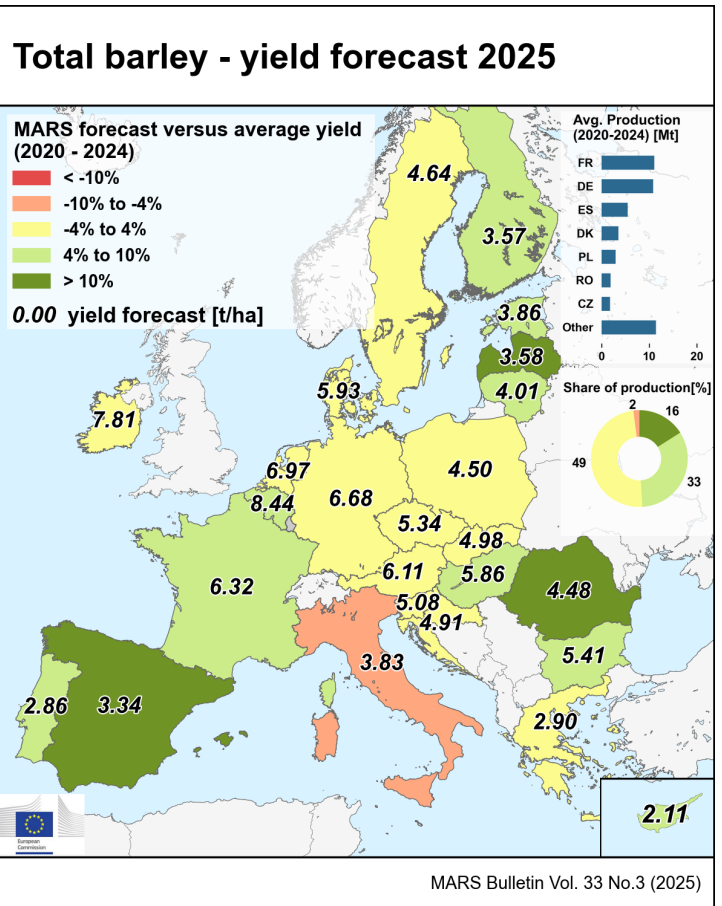 Total barley - yield forecast 2025
MARS forecast versus average yield
(2020 - 2024)
< -10%
-10% to -4%
-4% to 4%
4% to 10%
> 10%
0.00 yield forecast [t/ha]
Avg. Production
(2020-2024) [Mt]
FR
DE
ES
DK
PL
RO
CZ
Other
0 10 20
Share of production[%]
2
16
49
33
4.64
3.57
3.86
3.58
4.01
5.93
7.81
6.97
8.44
6.68
4.50
5.34
4.98
6.32
6.11
5.86
5.08
4.91
4.48
3.83
5.41
2.86
3.34
2.90
2.11
European
Commission
MARS Bulletin Vol. 33 No.3 (2025)